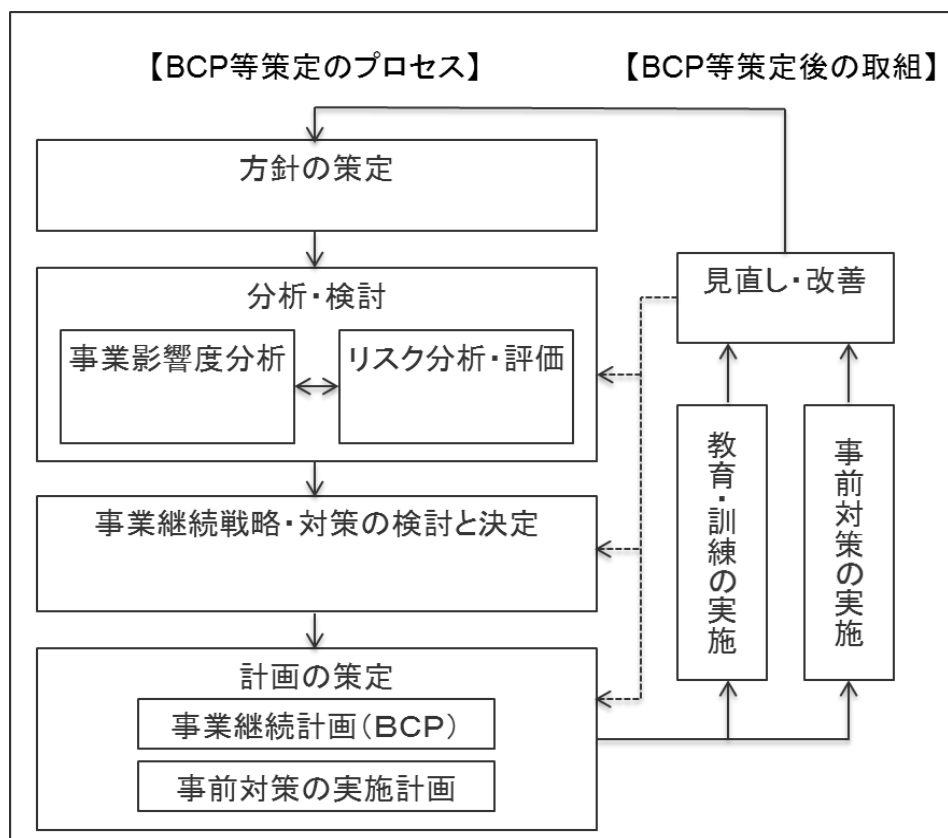 【BCP等策定のプロセス】
【BCP等策定後の取組】
方針の策定
分析・検討
事業影響度分析
リスク分析・評価
事業継続戦略・対策の検討と決定
計画の策定
事業継続計画(BCP)
事前対策の実施計画
見直し・改善
教育・訓練の実施
事前対策の実施